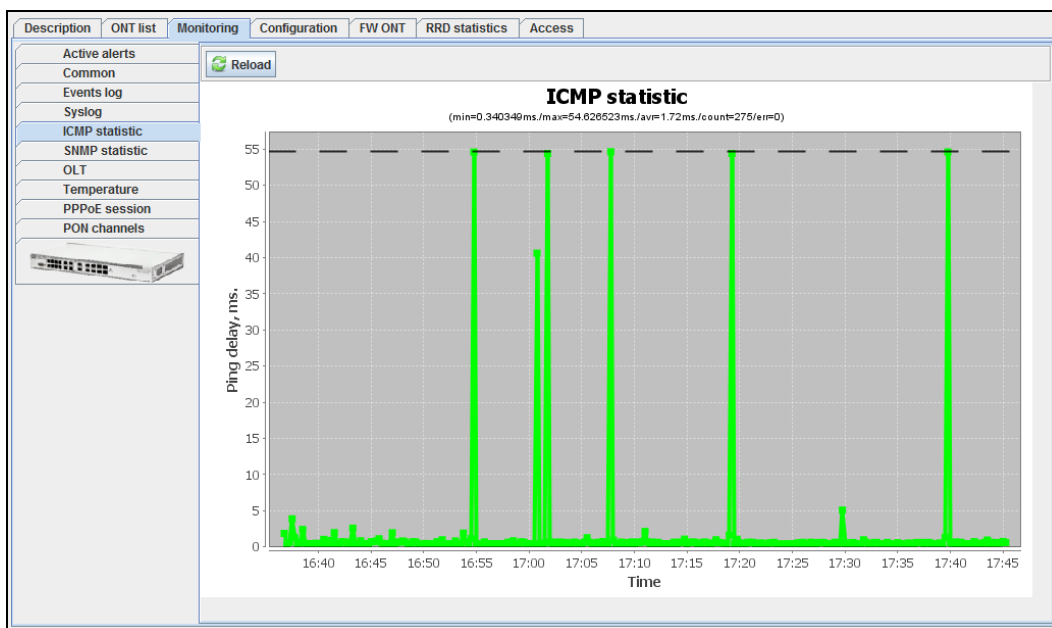 Description ONT list Monitoring Configuration FW ONT RRD statistics Access
Active alerts
Common
Events log
Syslog
ICMP statistic
SNMP statistic
OLT
Temperature
PPPoE session
PON channels
Reload
ICMP statistic
(min=0.340349ms./max=54.626523ms./avr=1.72ms./count=275/err=0)
Ping delay, ms.
55
50
45
40
35
30
25
20
15
10
5
0
16:40 16:45 16:50 16:55 17:00 17:05 17:10 17:15 17:20 17:25 17:30 17:35 17:40 17:45
Time